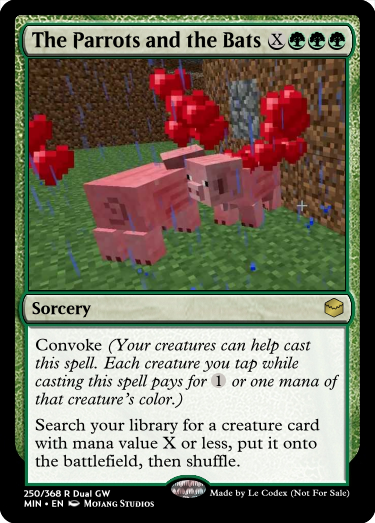 The Parrots and the Bats X
Sorcery
Convoke (Your creatures can help cast
this spell. Each creature you tap while
casting this spell pays for 1 or one mana of
that creature's color.)
Search your library for a creature card
with mana value X or less, put it onto
the battlefield, then shuffle.
250/368 R Dual GW
MIN • EN Mojang Studios
Made by Le Codex (Not For Sale)